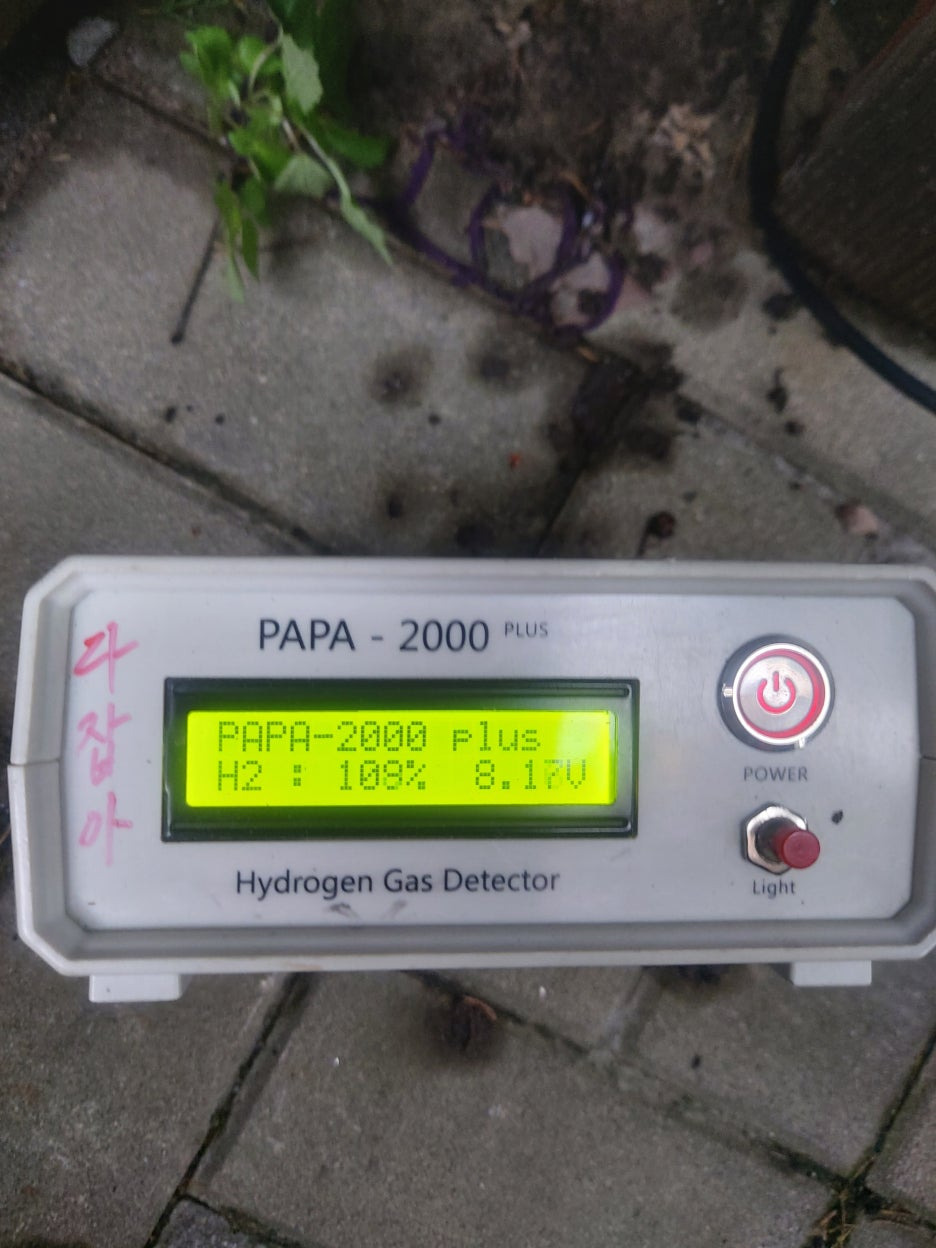 PAPA - 2000 PLUS
PAPA-2000 plus
H2 : 108% 8.17V
Hydrogen Gas Detector
POWER
Light
다
잡
아